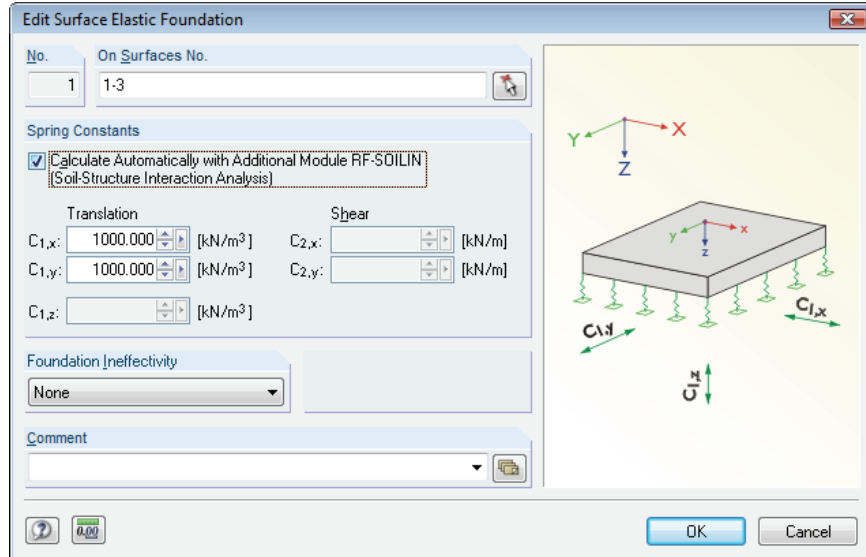 Edit Surface Elastic Foundation
No.
On Surfaces No.
1
1-3
Spring Constants
Calculate Automatically with Additional Module RF-SOILIN
(Soil-Structure Interaction Analysis)
Translation
Shear
C1,x: 1000.000 [kN/m³] C2,x: [kN/m]
C1,y: 1000.000 [kN/m³] C2,y: [kN/m]
C1,z: [kN/m³]
Foundation Ineffectivity
None
Comment
Y X
Z
y x
z
C1,y
C1,x
C1,z
0.00
OK Cancel